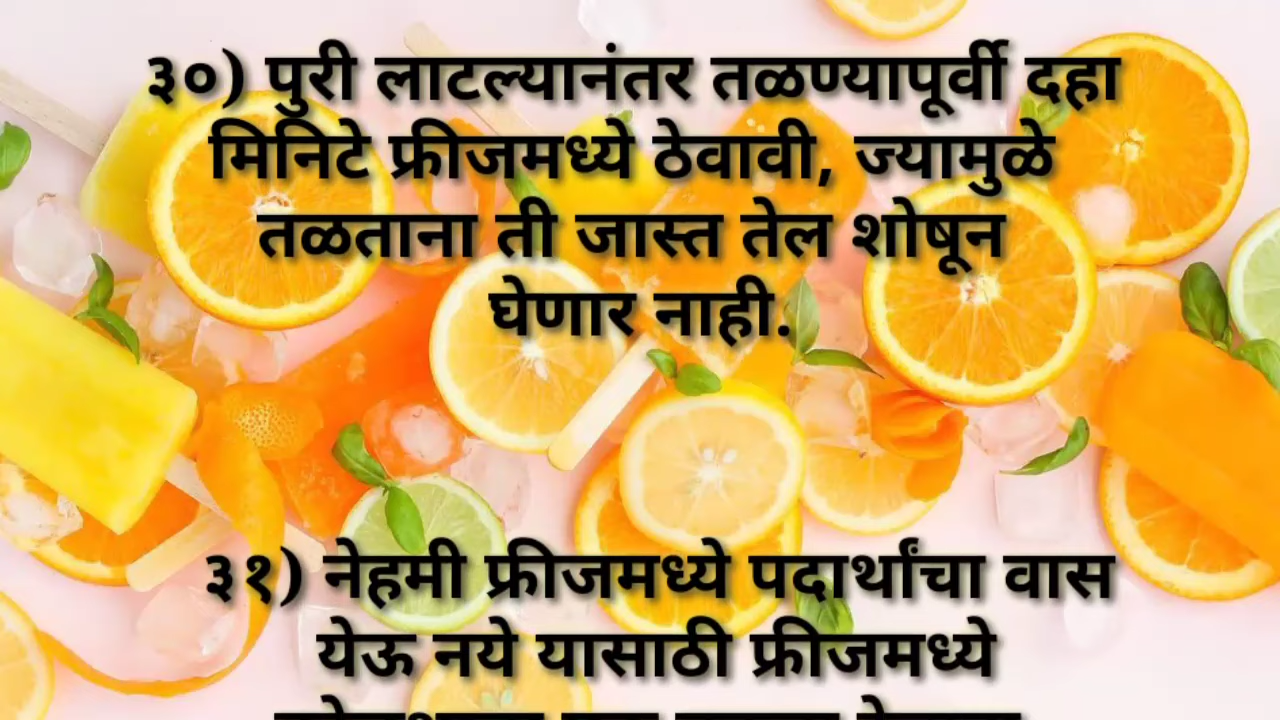 ३०) पुरी लाटल्यानंतर तळण्यापूर्वी दहा
मिनिटे फ्रीजमध्ये ठेवावी, ज्यामुळे
तळताना ती जास्त तेल शोषून
घेणार नाही.
३१) नेहमी फ्रीजमध्ये पदार्थांचा वास
येऊ नये यासाठी फ्रीजमध्ये